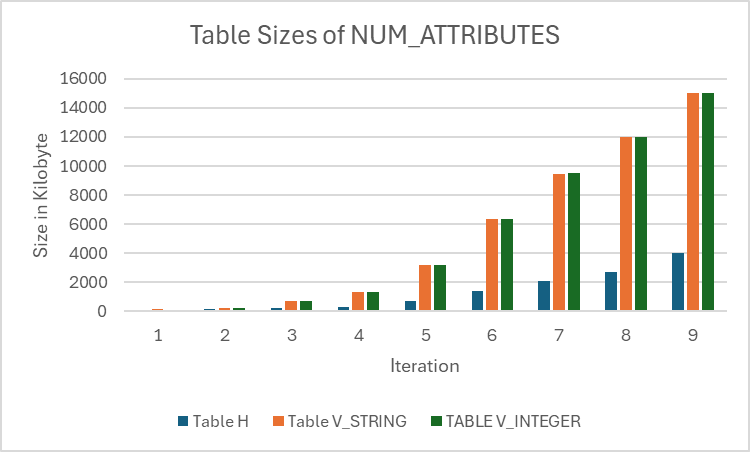 Table Sizes of NUM_ATTRIBUTES
16000
14000
12000
10000
8000
6000
4000
2000
0
Size in Kilobyte
1 2 3 4 5 6 7 8 9
Iteration
Table H Table V_STRING TABLE V_INTEGER